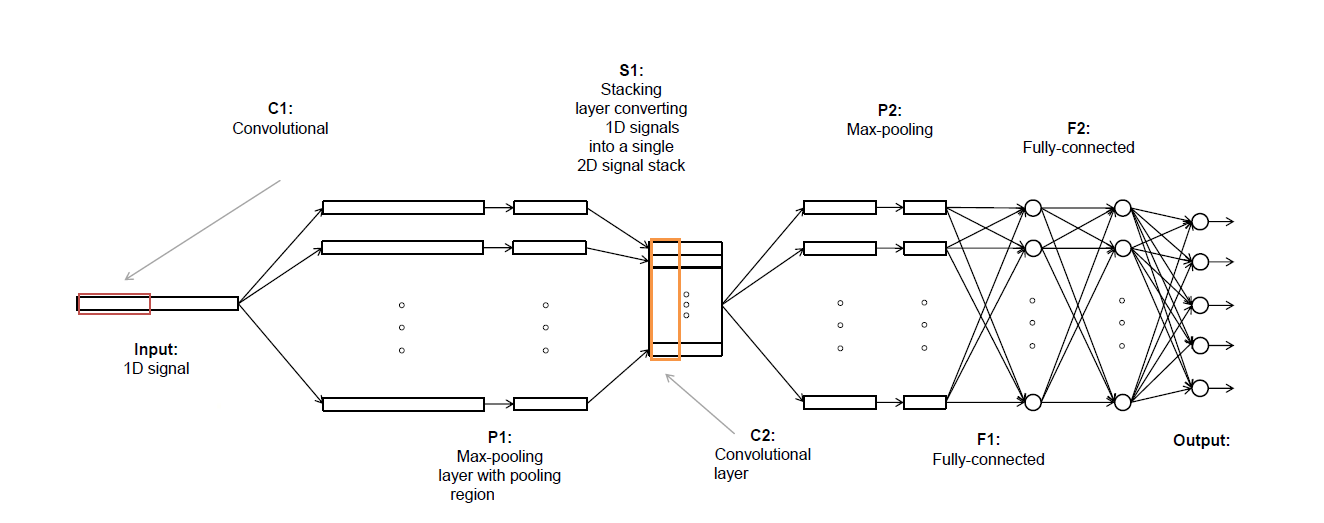 C1:
Convolutional
S1:
Stacking
layer converting
1D signals
into a single
2D signal stack
P2:
Max-pooling
F2:
Fully-connected
Input:
1D signal
P1:
Max-pooling
layer with pooling
region
C2:
Convolutional
layer
F1:
Fully-connected
Output: